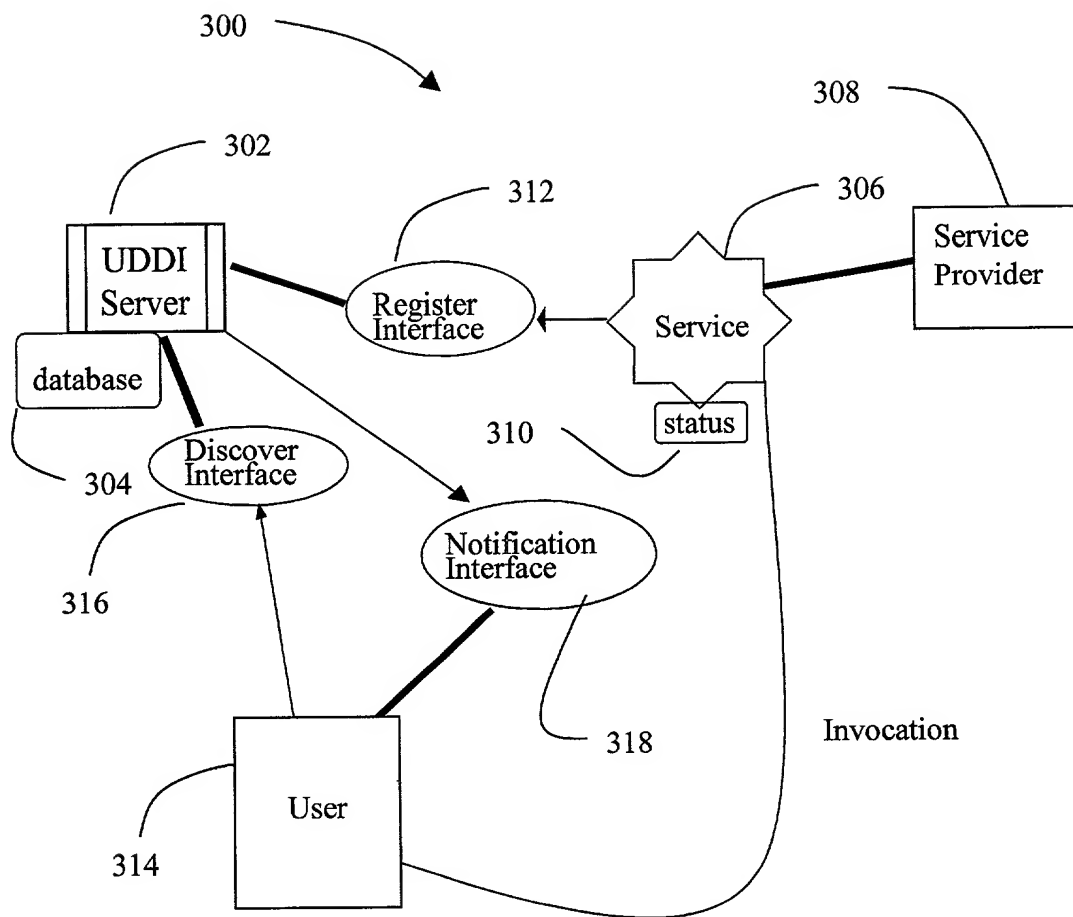 300
308
302
312
306
UDDI
Server
Service
Provider
Register
Interface
Service
database
status
310
Discover
Interface
304
Notification
Interface
316
318
Invocation
User
314